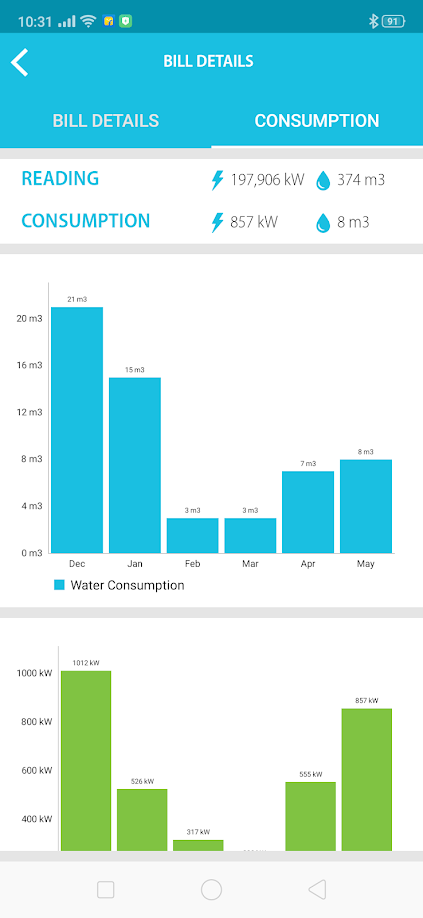 10:31
91
BILL DETAILS
BILL DETAILS CONSUMPTION
READING 197,906 kW 374 m3
CONSUMPTION 857 kW 8 m3
21 m3
20 m3
16 m3
15 m3
12 m3
8 m3
8 m3
7 m3
4 m3
3 m3 3 m3
0 m3
Dec Jan Feb Mar Apr May
Water Consumption
1012 kW
1000 kW
857 kW
800 kW
600 kW
555 kW
526 kW
400 kW
317 kW